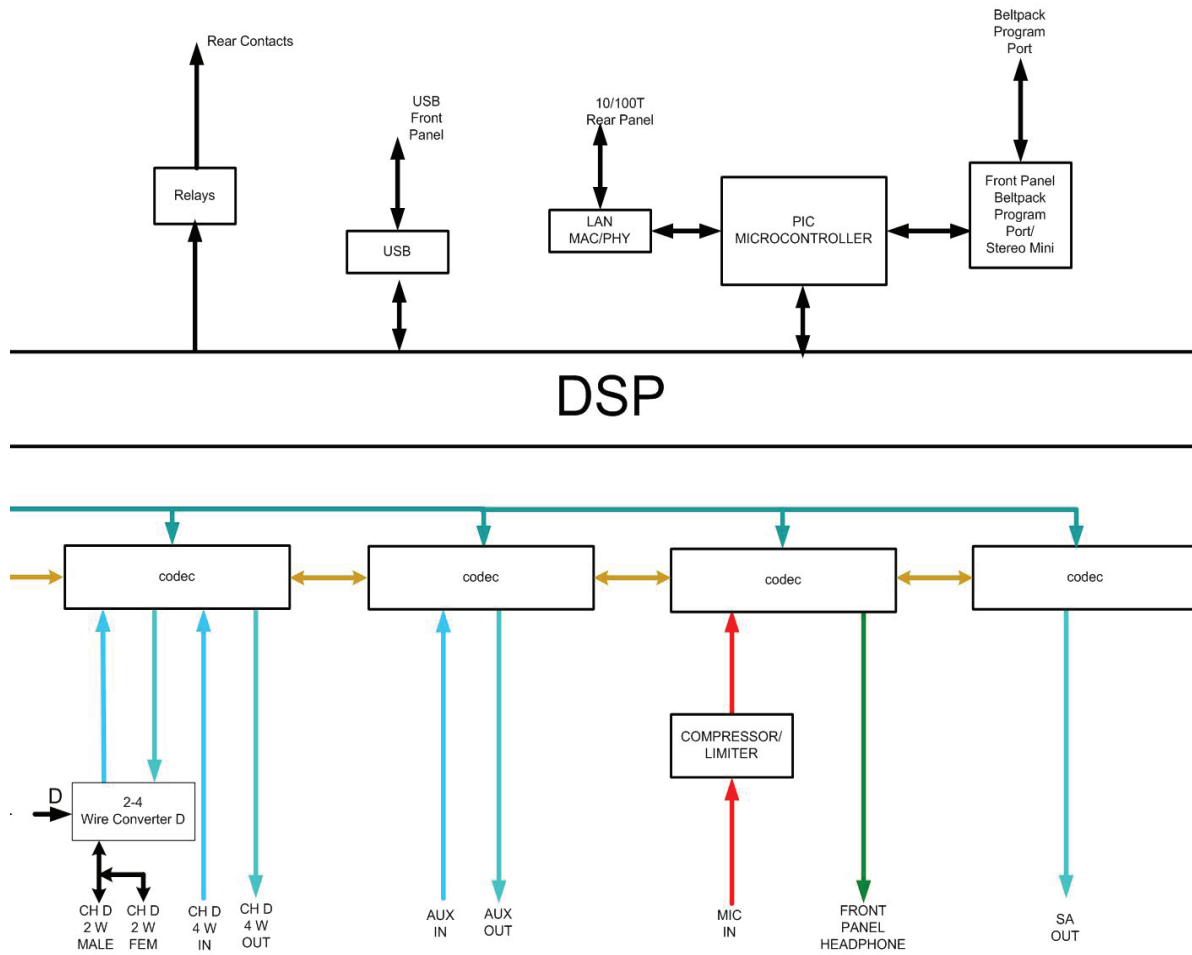 Rear Contacts
USB
Front
Panel
10/100T
Rear Panel
Beltpack
Program
Port
Relays
USB
LAN
MAC/PHY
PIC
MICROCONTROLLER
Front Panel
Beltpack
Program
Port/
Stereo Mini
DSP
codec
codec
codec
codec
COMPRESSOR/
LIMITER
D
2-4
Wire Converter D
CH D
2 W
MALE
CH D
2 W
FEM
CH D
4 W
IN
CH D
4 W
OUT
AUX
IN
AUX
OUT
MIC
IN
FRONT
PANEL
HEADPHONE
SA
OUT